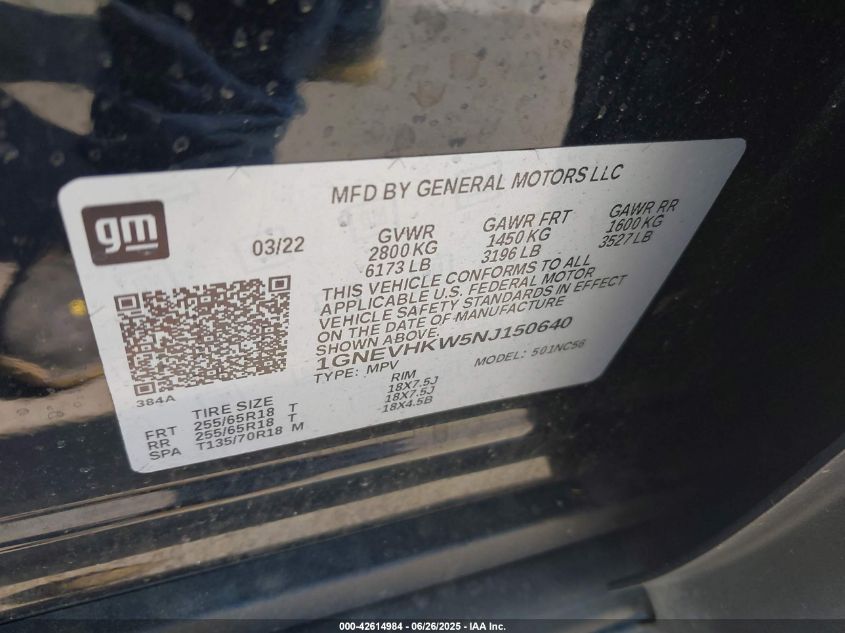 MFD BY GENERAL MOTORS LLC
gm
03/22 GVWR GAWR FRT GAWR RR
2800 KG 1450 KG 1600 KG
6173 LB 3196 LB 3527 LB
THIS VEHICLE CONFORMS TO ALL
APPLICABLE U.S. FEDERAL MOTOR
VEHICLE SAFETY STANDARDS IN EFFECT
ON THE DATE OF MANUFACTURE
SHOWN ABOVE.
1GNEVHKW5NJ150640
TYPE: MPV MODEL: 501NC56
384A
TIRE SIZE RIM
FRT 255/65R18 T 18X7.5J
RR 255/65R18 T 18X7.5J
SPA T135/70R18 M 18X4.5B
000-42614984 - 06/26/2025 - IAA Inc.